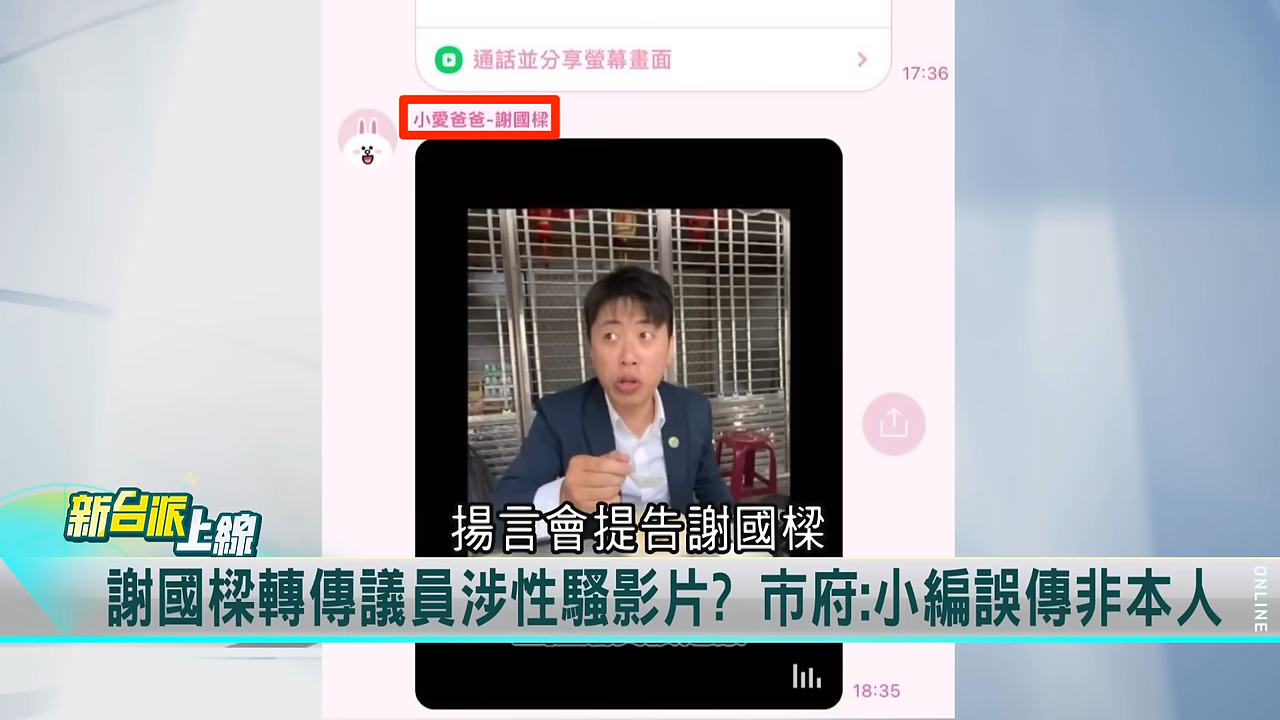 通話並分享螢幕畫面
17:36
小愛爸爸-謝國樑
揚言會提告謝國樑
新台派上線
謝國樑轉傳議員涉性騷影片? 市府:小編誤傳非本人
ONLINE
18:35